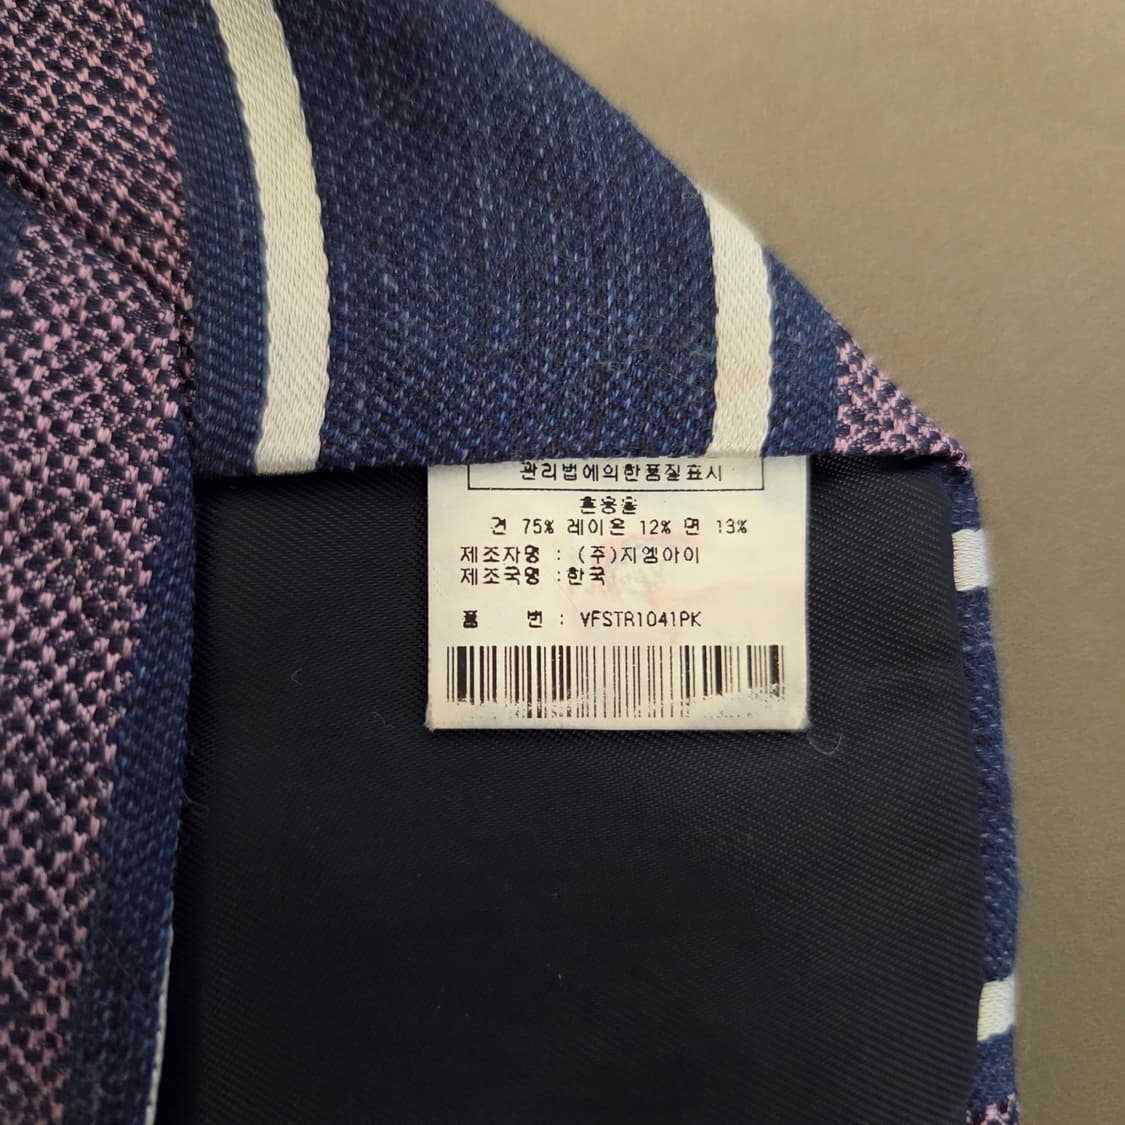 관리법에의한품질표시
혼용율
견 75% 레이온 12% 면 13%
제조자명 : (주)지엠아이
제조국명 :한국
품 번 : VFSTR1041PK